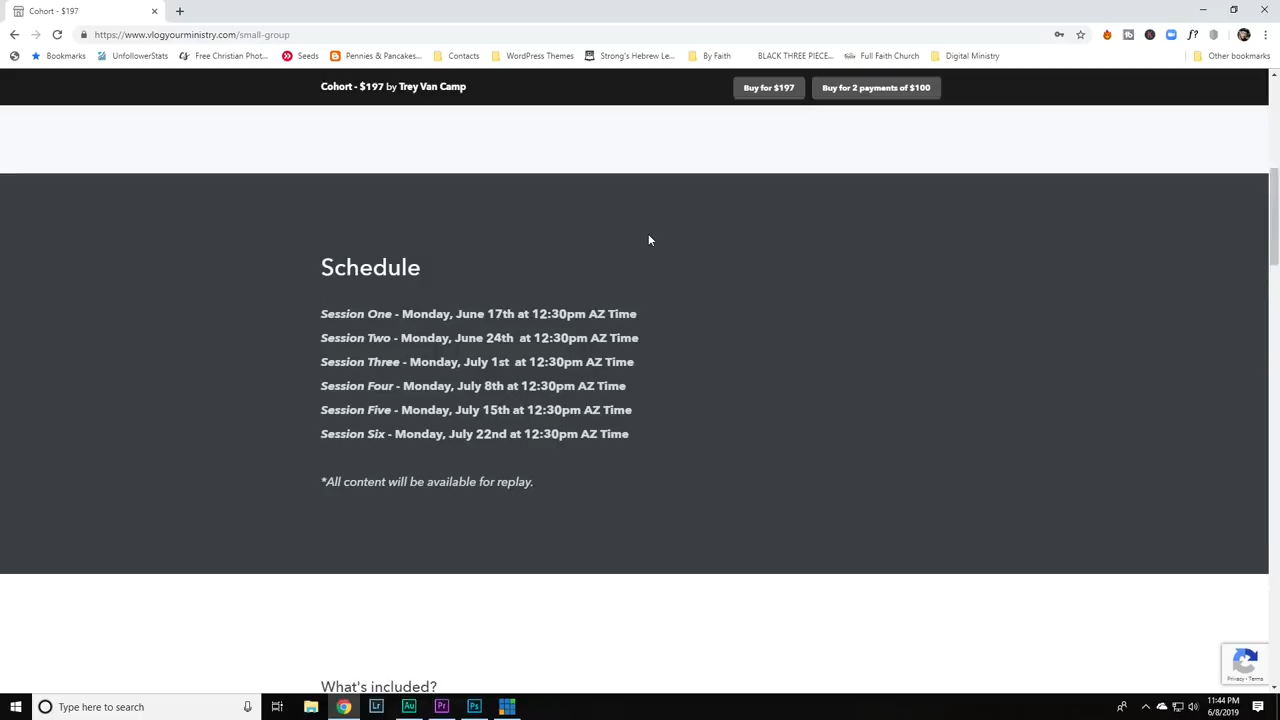 Cohort - $197
https://www.vlogyourministry.com/small-group
Bookmarks
UnfollowerStats
Free Christian Phot...
Seeds
Pennies & Pancakes...
Contacts
WordPress Themes
Strong's Hebrew Le...
By Faith
BLACK THREE PIECE...
Full Faith Church
Digital Ministry
Other bookmarks
Cohort - $197 by Trey Van Camp
Buy for $197
Buy for 2 payments of $100
Schedule
Session One - Monday, June 17th at 12:30pm AZ Time
Session Two - Monday, June 24th at 12:30pm AZ Time
Session Three - Monday, July 1st at 12:30pm AZ Time
Session Four - Monday, July 8th at 12:30pm AZ Time
Session Five - Monday, July 15th at 12:30pm AZ Time
Session Six - Monday, July 22nd at 12:30pm AZ Time
*All content will be available for replay.
What's included?
Privacy - Terms
Type here to search
Lr
Au
Pr
Ps
11:44 PM
6/8/2019